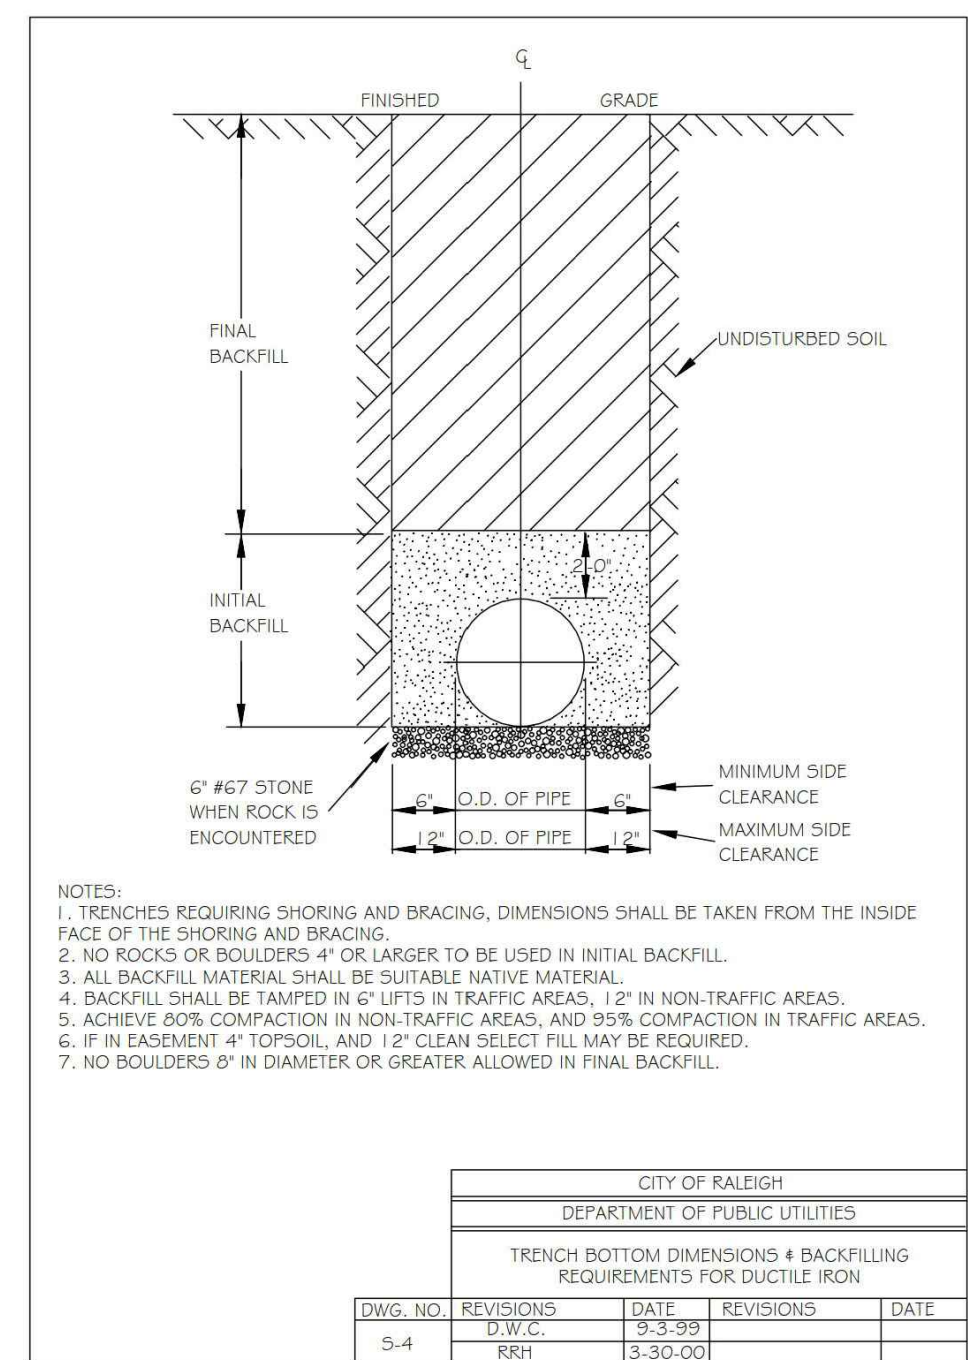 ℄
FINISHED GRADE
FINAL
BACKFILL
UNDISTURBED SOIL
2'-0"
INITIAL
BACKFILL
6" #67 STONE
WHEN ROCK IS
ENCOUNTERED
6" O.D. OF PIPE 6"
MINIMUM SIDE
CLEARANCE
12" O.D. OF PIPE 12"
MAXIMUM SIDE
CLEARANCE
NOTES:
1. TRENCHES REQUIRING SHORING AND BRACING, DIMENSIONS SHALL BE TAKEN FROM THE INSIDE
FACE OF THE SHORING AND BRACING.
2. NO ROCKS OR BOULDERS 4" OR LARGER TO BE USED IN INITIAL BACKFILL.
3. ALL BACKFILL MATERIAL SHALL BE SUITABLE NATIVE MATERIAL.
4. BACKFILL SHALL BE TAMPED IN 6" LIFTS IN TRAFFIC AREAS, 12" IN NON-TRAFFIC AREAS.
5. ACHIEVE 80% COMPACTION IN NON-TRAFFIC AREAS, AND 95% COMPACTION IN TRAFFIC AREAS.
6. IF IN EASEMENT 4" TOPSOIL, AND 12" CLEAN SELECT FILL MAY BE REQUIRED.
7. NO BOULDERS 8" IN DIAMETER OR GREATER ALLOWED IN FINAL BACKFILL.
CITY OF RALEIGH
DEPARTMENT OF PUBLIC UTILITIES
TRENCH BOTTOM DIMENSIONS & BACKFILLING
REQUIREMENTS FOR DUCTILE IRON
DWG. NO. REVISIONS DATE REVISIONS DATE
S-4
D.W.C. 9-3-99
RRH 3-30-00